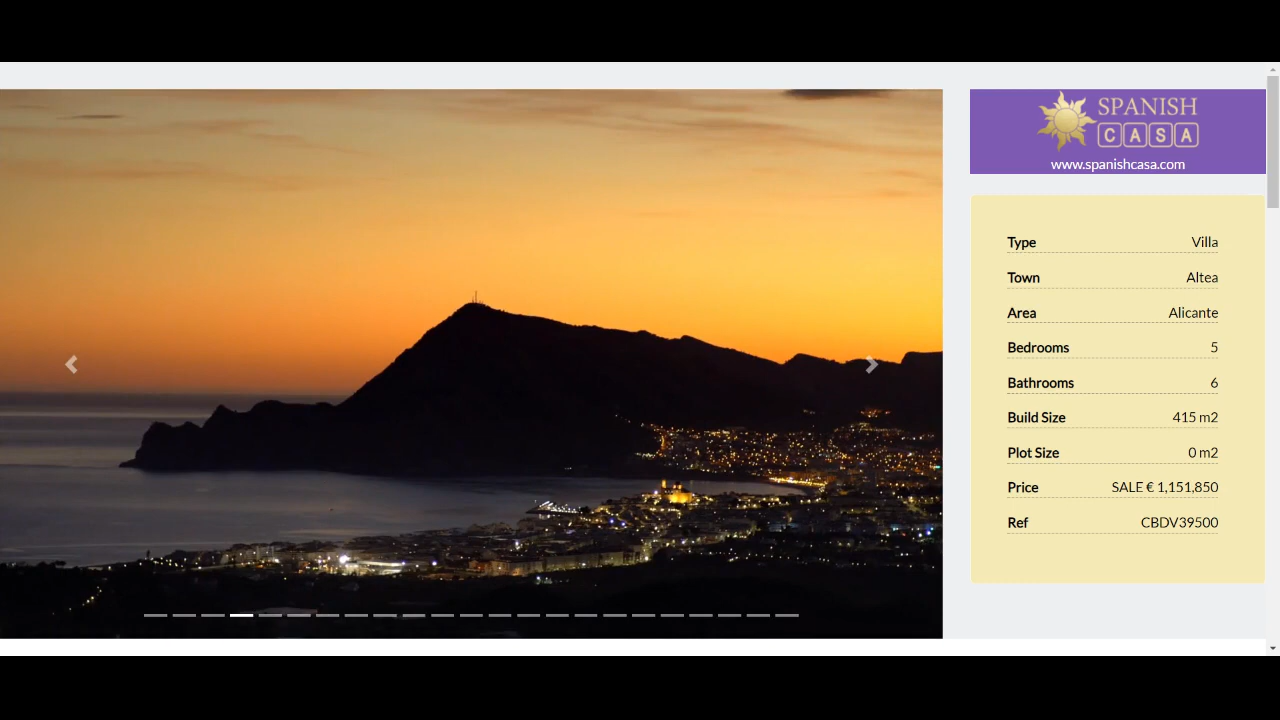 SPANISH
CASA
www.spanishcasa.com
Type Villa
Town Altea
Area Alicante
Bedrooms 5
Bathrooms 6
Build Size 415 m2
Plot Size 0 m2
Price SALE € 1,151,850
Ref CBDV39500